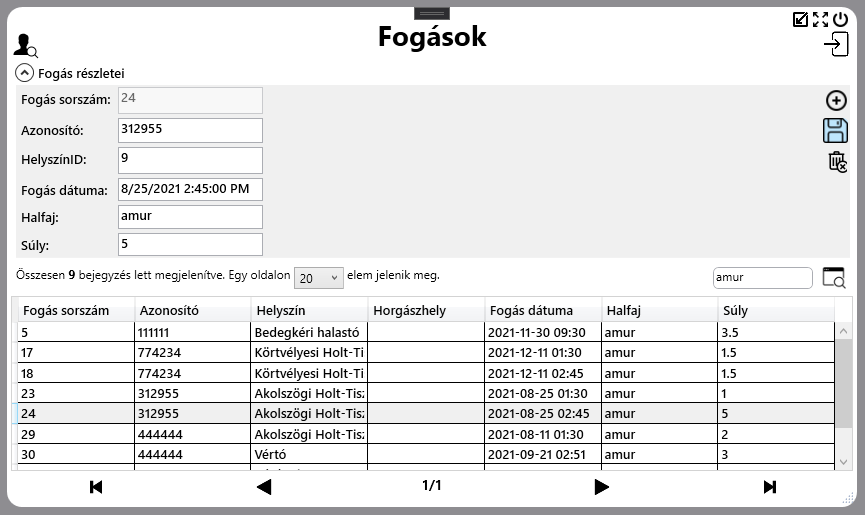 Fogások
Fogás részletei
Fogás sorszám: 24
Azonosító: 312955
HelyszínID: 9
Fogás dátuma: 8/25/2021 2:45:00 PM
Halfaj: amur
Súly: 5
Összesen 9 bejegyzés lett megjelenítve. Egy oldalon 20 elem jelenik meg. amur
Fogás sorszám Azonosító Helyszín Horgászhely Fogás dátuma Halfaj Súly
5 111111 Bedegkéri halastó 2021-11-30 09:30 amur 3.5
17 774234 Körtvélyesi Holt-Ti 2021-12-11 01:30 amur 1.5
18 774234 Körtvélyesi Holt-Ti 2021-12-11 02:45 amur 1.5
23 312955 Akolszögi Holt-Tisz 2021-08-25 01:30 amur 1
24 312955 Akolszögi Holt-Tisz 2021-08-25 02:45 amur 5
29 444444 Akolszögi Holt-Tisz 2021-08-11 01:30 amur 2
30 444444 Vértó 2021-09-21 02:51 amur 3
1/1